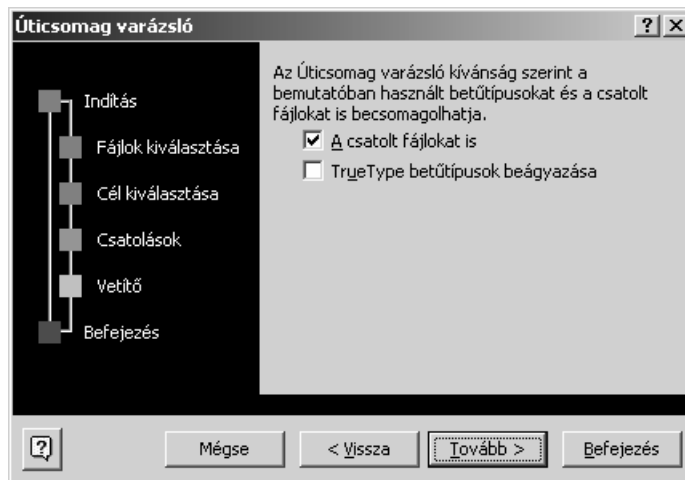 Úticsomag varázsló
Indítás
Fájlok kiválasztása
Cél kiválasztása
Csatolások
Vetítő
Befejezés
Az Úticsomag varázsló kívánság szerint a
bemutatóban használt betűtípusokat és a csatolt
fájlokat is becsomagolhatja.
A csatolt fájlokat is
TrueType betűtípusok beágyazása
Mégse
< Vissza
Tovább >
Befejezés